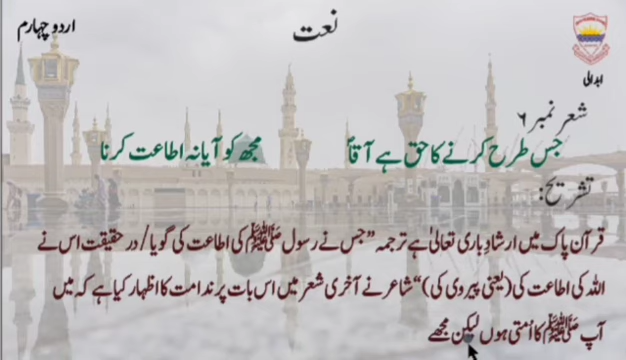 نعت
اردو چہارم
ابدالی
شعر نمبر ۶
جس طرح کرنے کا حق ہے آقاؐ مجھ کو آیا نہ اطاعت کرنا
تشریح:
قرآن پاک میں ارشادِ باری تعالیٰ ہے ترجمہ "جس نے رسول ﷺ کی اطاعت کی گویا/در حقیقت اس نے
اللہ کی اطاعت کی (یعنی پیروی کی)" شاعر نے آخری شعر میں اس بات پر ندامت کا اظہار کیا ہے کہ میں
آپ ﷺ کا اُمتی ہوں لیکن مجھے